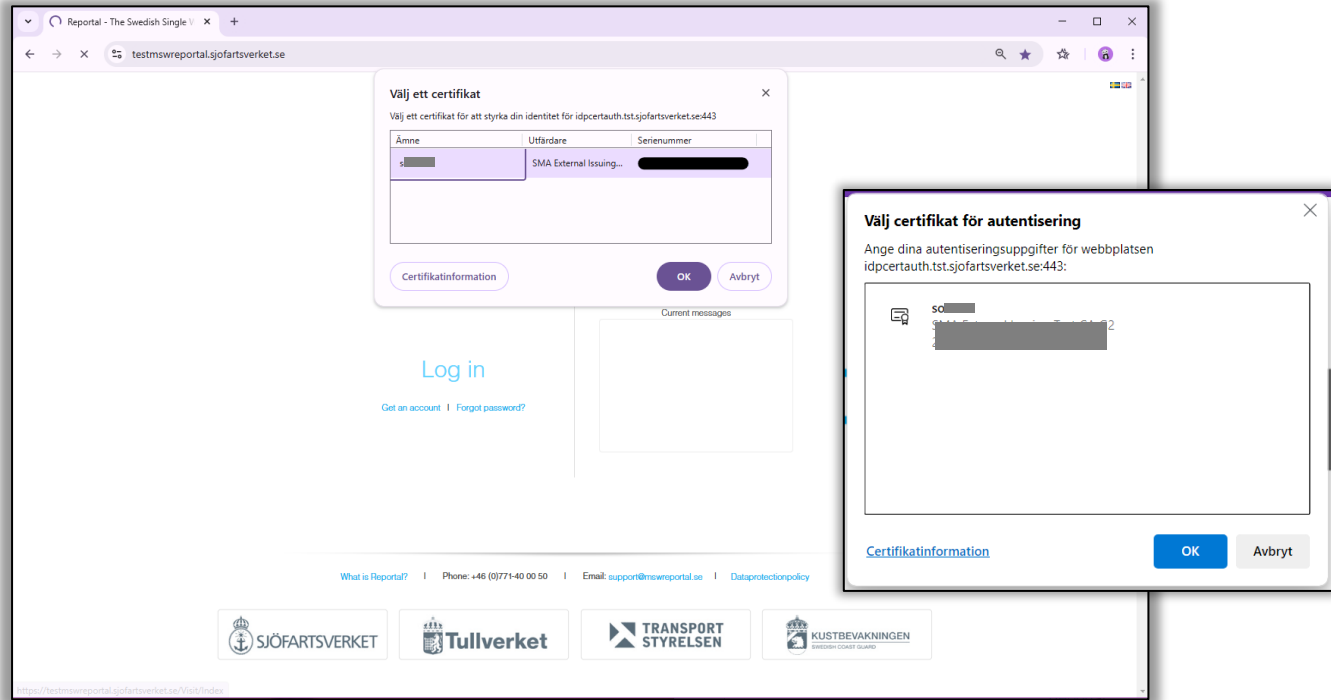 Reportal - The Swedish Single
testmswreportal.sjofartsverket.se
Välj ett certifikat
Välj ett certifikat för att styrka din identitet för idpcertauth.tst.sjofartsverket.se:443
Ämne Utfärdare Serienummer
s SMA External Issuing...
Certifikatinformation OK Avbryt
Current messages
Log in
Get an account | Forgot password?
What is Reportal? | Phone: +46 (0)771-40 00 50 | Email: support@mswreportal.se | Dataprotectionpolicy
SJÖFARTSVERKET
Tullverket
TRANSPORT
STYRELSEN
KUSTBEVAKNINGEN
SWEDISH COAST GUARD
https://testmswreportal.sjofartsverket.se/Visit/Index
Välj certifikat för autentisering
Ange dina autentiseringsuppgifter för webbplatsen
idpcertauth.tst.sjofartsverket.se:443:
so
Certifikatinformation OK Avbryt